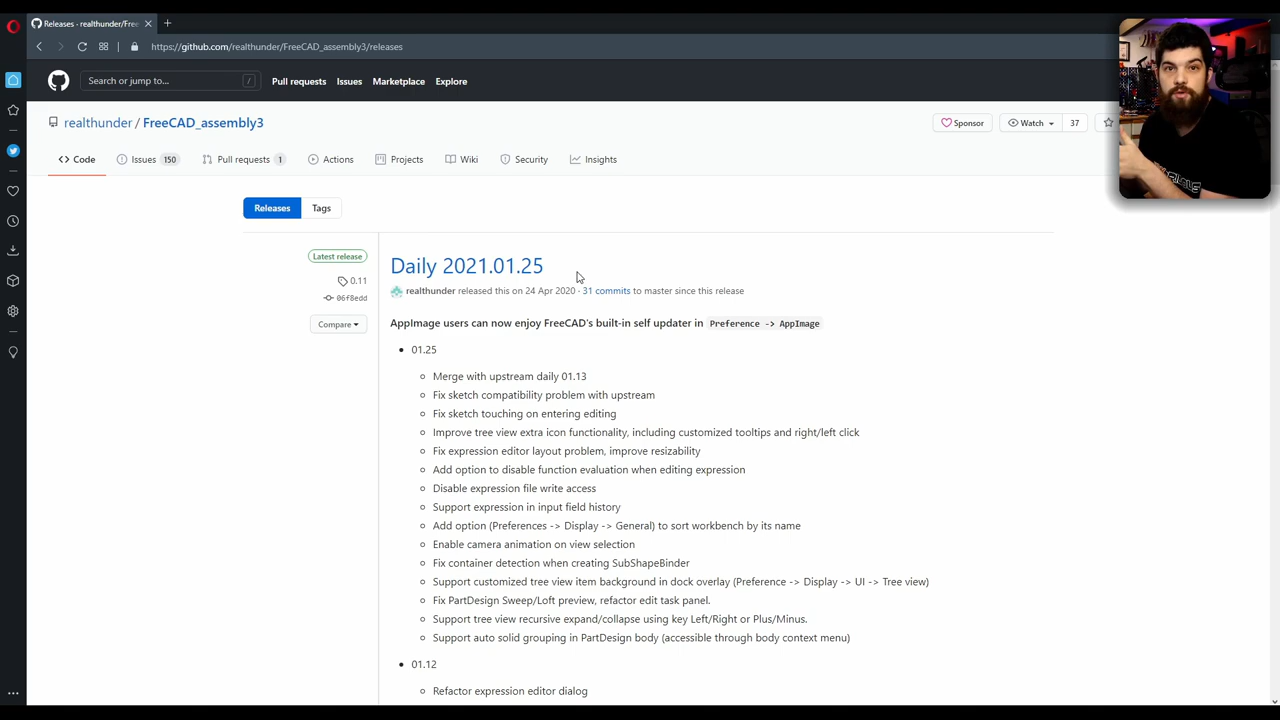 Releases · realthunder/Free
https://github.com/realthunder/FreeCAD_assembly3/releases
Search or jump to...
/
Pull requests
Issues
Marketplace
Explore
realthunder / FreeCAD_assembly3
Sponsor
Watch
37
Code
Issues 150
Pull requests 1
Actions
Projects
Wiki
Security
Insights
Releases
Tags
Latest release
0.11
06f8edd
Compare
Daily 2021.01.25
realthunder released this on 24 Apr 2020 · 31 commits to master since this release
AppImage users can now enjoy FreeCAD's built-in self updater in Preference -> AppImage
01.25
Merge with upstream daily 01.13
Fix sketch compatibility problem with upstream
Fix sketch touching on entering editing
Improve tree view extra icon functionality, including customized tooltips and right/left click
Fix expression editor layout problem, improve resizability
Add option to disable function evaluation when editing expression
Disable expression file write access
Support expression in input field history
Add option (Preferences -> Display -> General) to sort workbench by its name
Enable camera animation on view selection
Fix container detection when creating SubShapeBinder
Support customized tree view item background in dock overlay (Preference -> Display -> UI -> Tree view)
Fix PartDesign Sweep/Loft preview, refactor edit task panel.
Support tree view recursive expand/collapse using key Left/Right or Plus/Minus.
Support auto solid grouping in PartDesign body (accessible through body context menu)
01.12
Refactor expression editor dialog